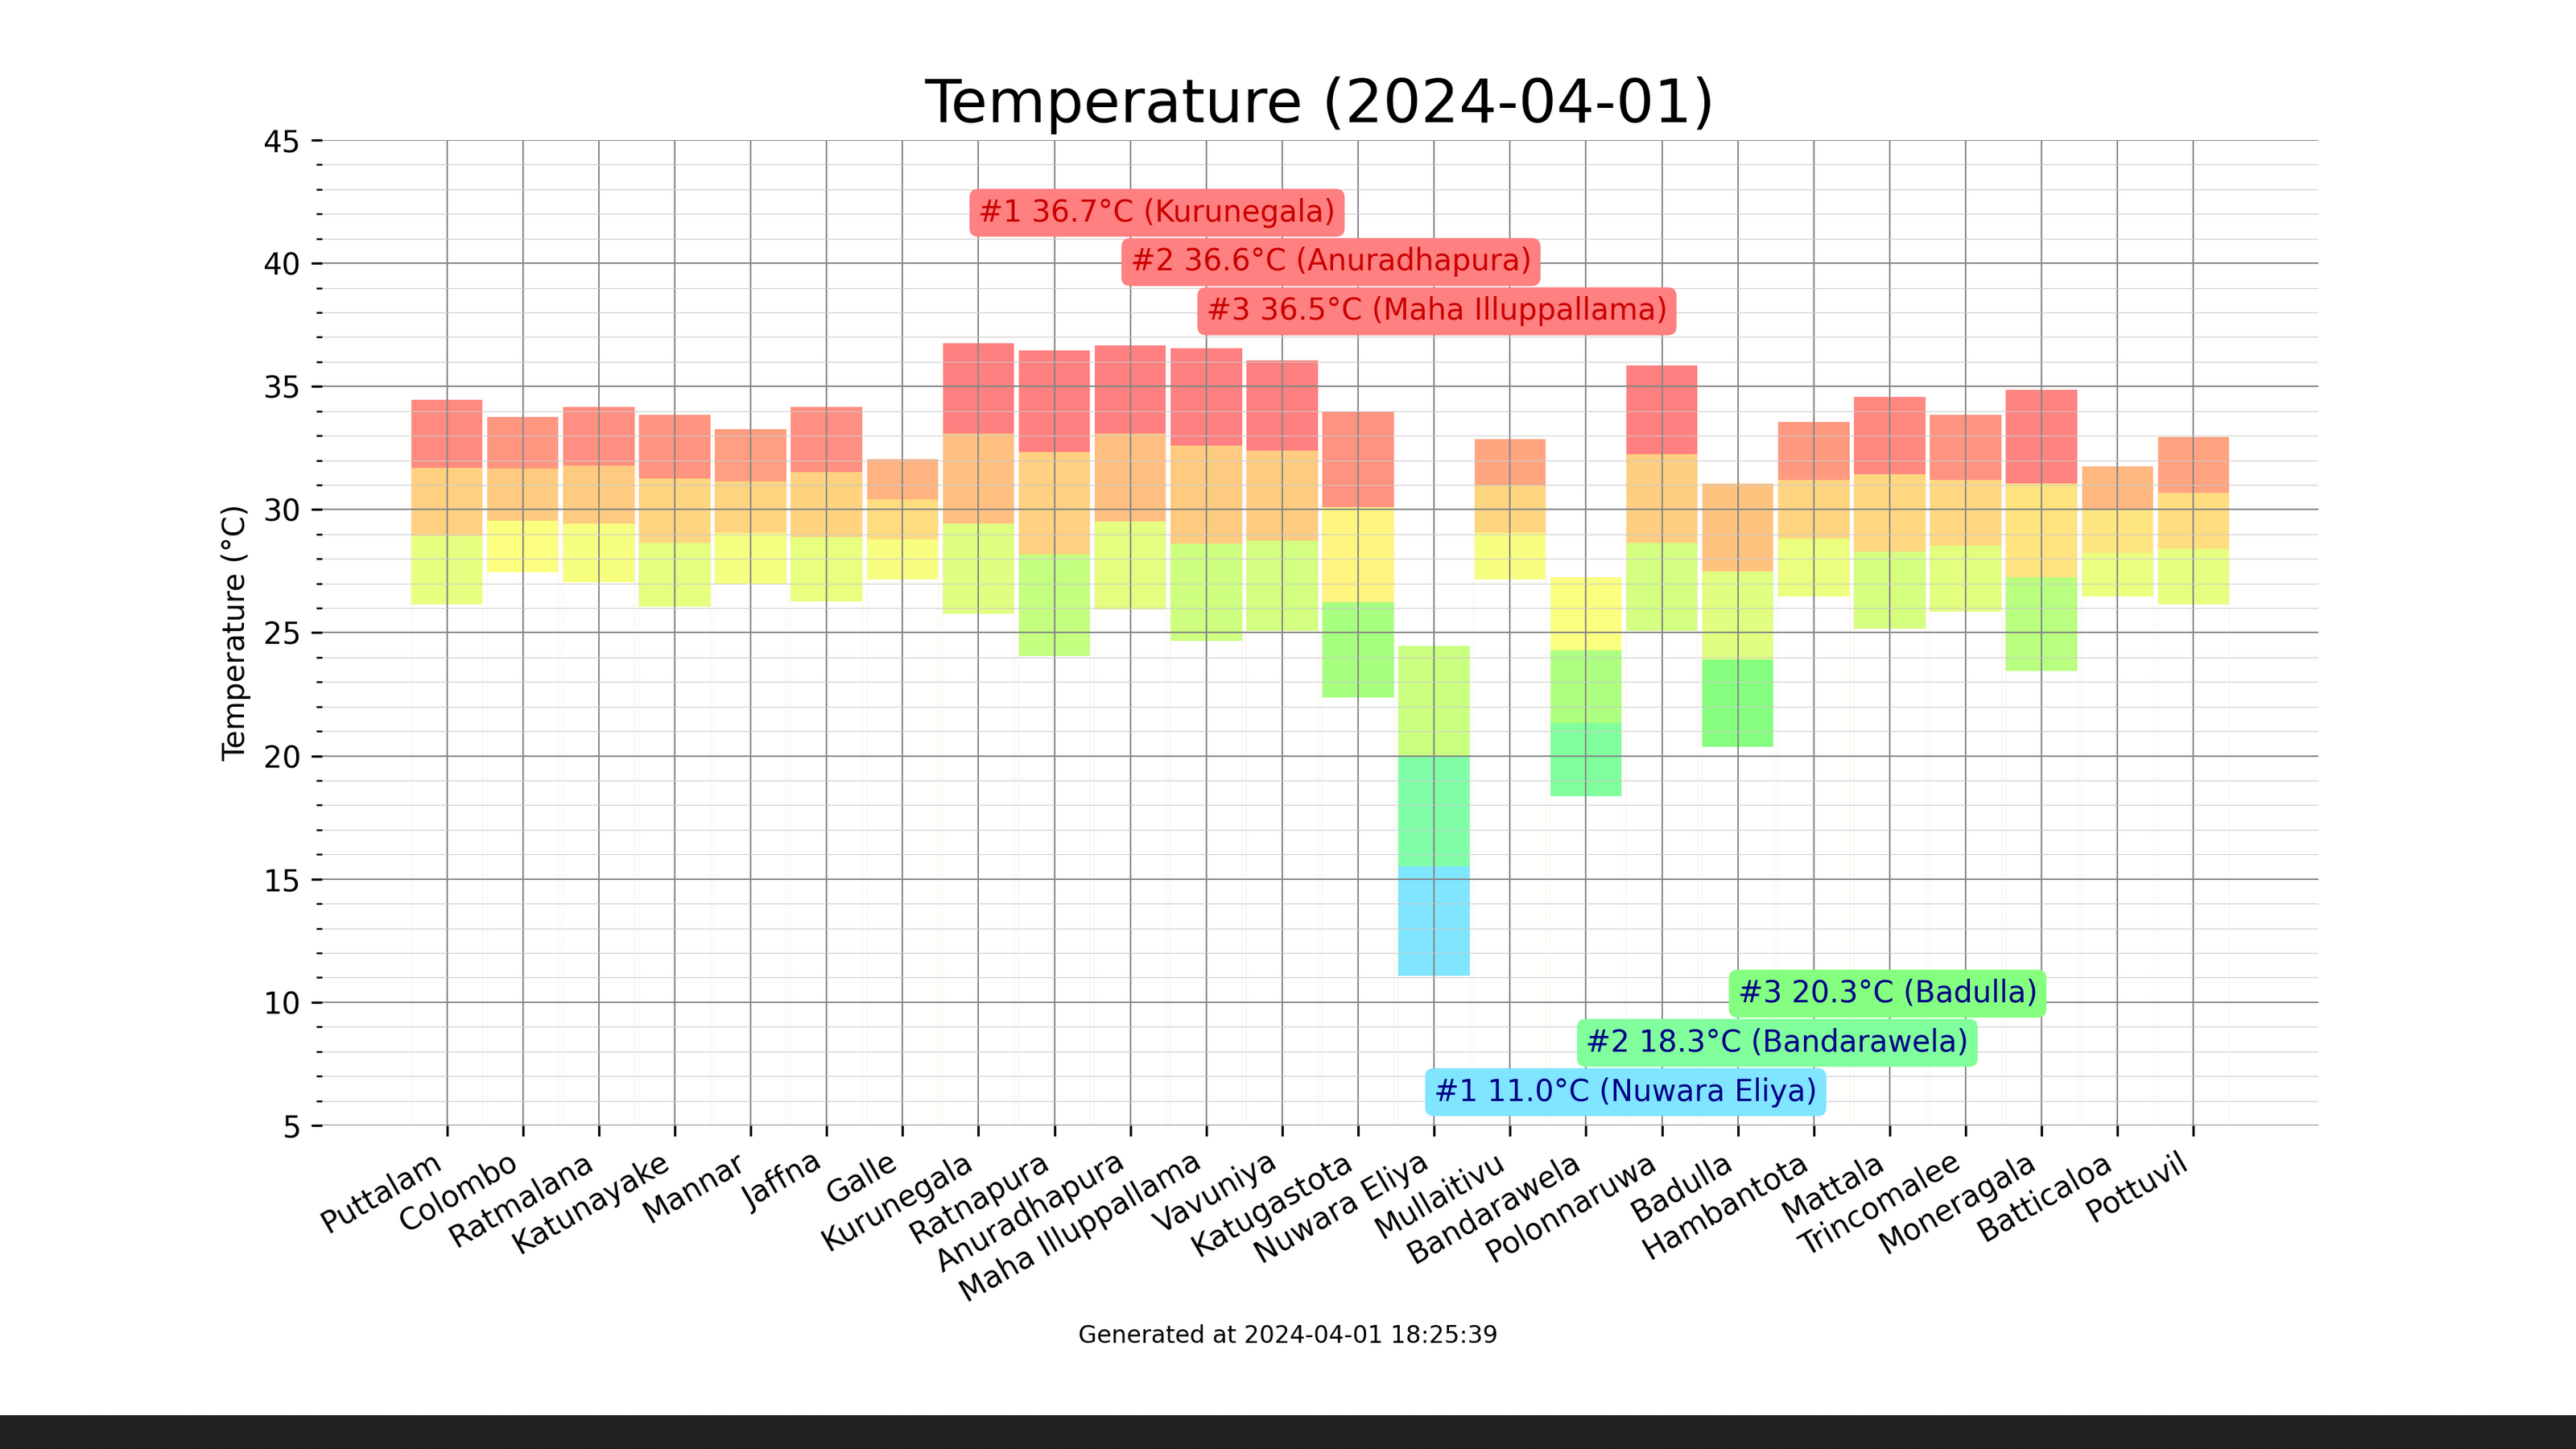 Temperature (2024-04-01)
45
40
35
30
25
20
15
10
5
Temperature (°C)
#1 36.7°C (Kurunegala)
#2 36.6°C (Anuradhapura)
#3 36.5°C (Maha Illuppallama)
#3 20.3°C (Badulla)
#2 18.3°C (Bandarawela)
#1 11.0°C (Nuwara Eliya)
Puttalam
Colombo
Ratmalana
Katunayake
Mannar
Jaffna
Galle
Kurunegala
Ratnapura
Anuradhapura
Maha Illuppallama
Vavuniya
Katugastota
Nuwara Eliya
Mullaitivu
Bandarawela
Polonnaruwa
Badulla
Hambantota
Mattala
Trincomalee
Moneragala
Batticaloa
Pottuvil
Generated at 2024-04-01 18:25:39